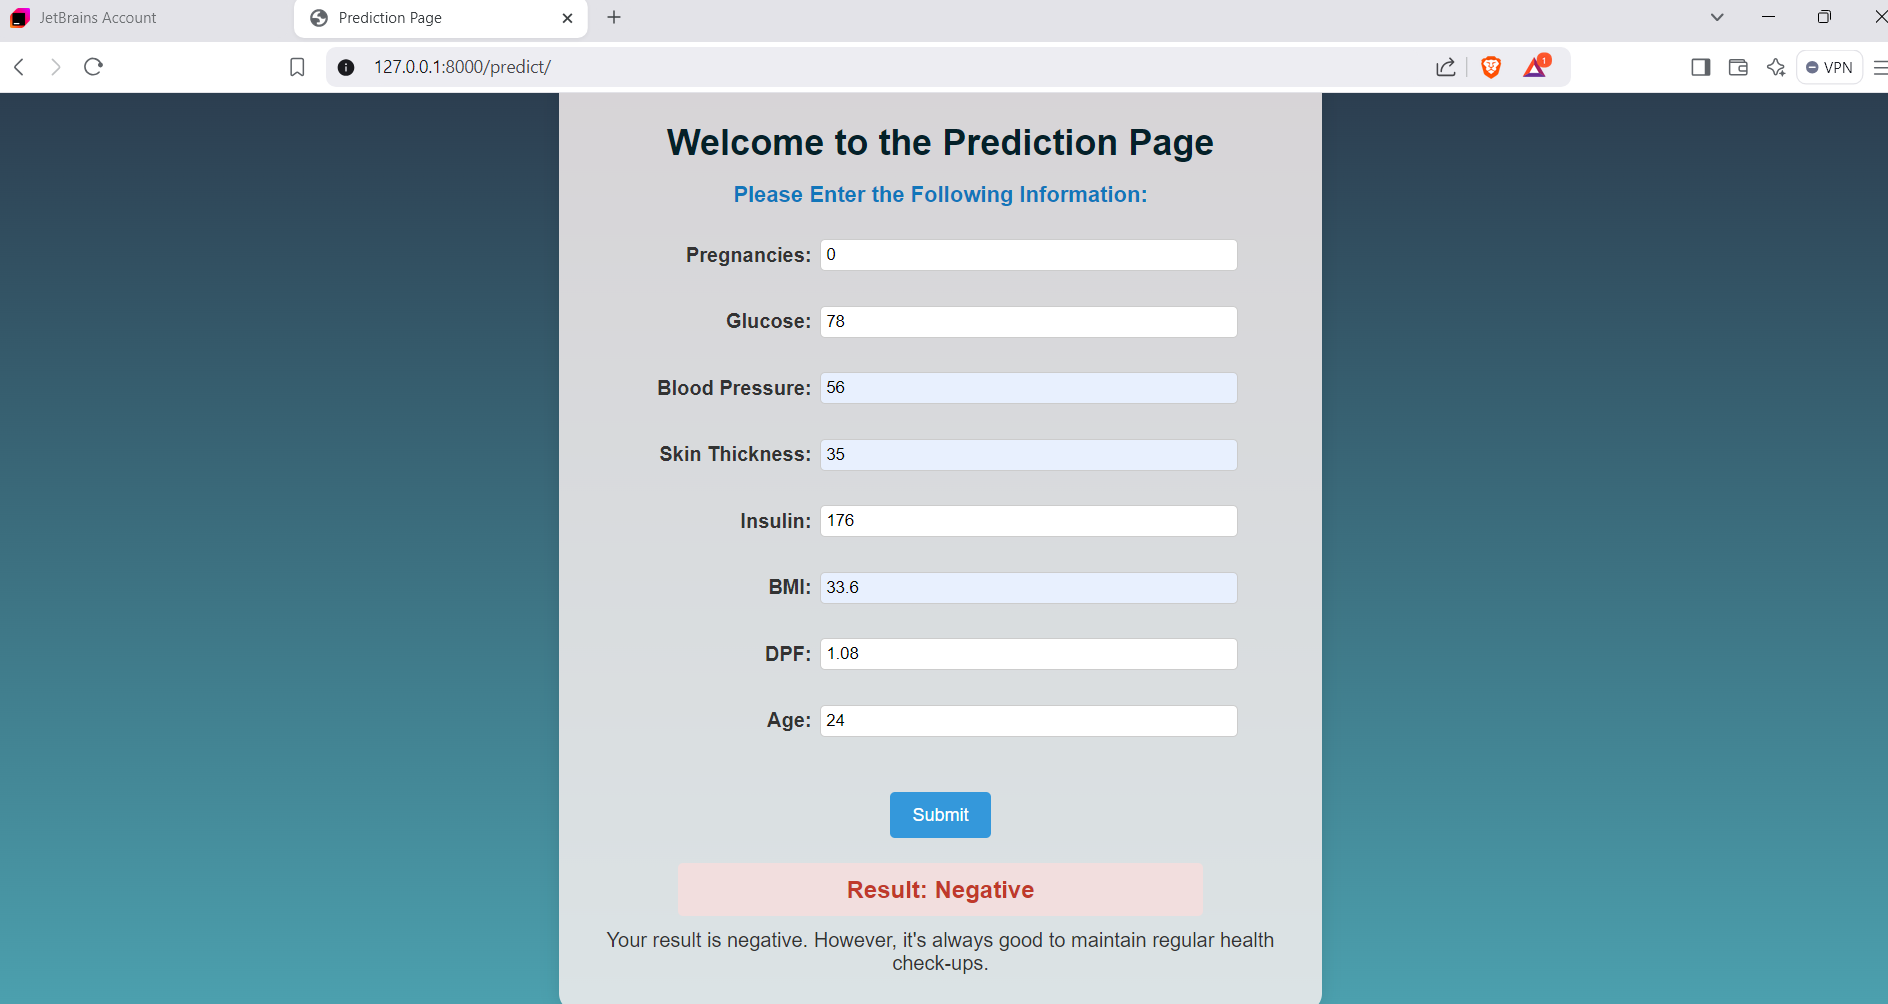 JetBrains Account
Prediction Page
127.0.0.1:8000/predict/
1
VPN
Welcome to the Prediction Page
Please Enter the Following Information:
Pregnancies: 0
Glucose: 78
Blood Pressure: 56
Skin Thickness: 35
Insulin: 176
BMI: 33.6
DPF: 1.08
Age: 24
Submit
Result: Negative
Your result is negative. However, it's always good to maintain regular health
check-ups.